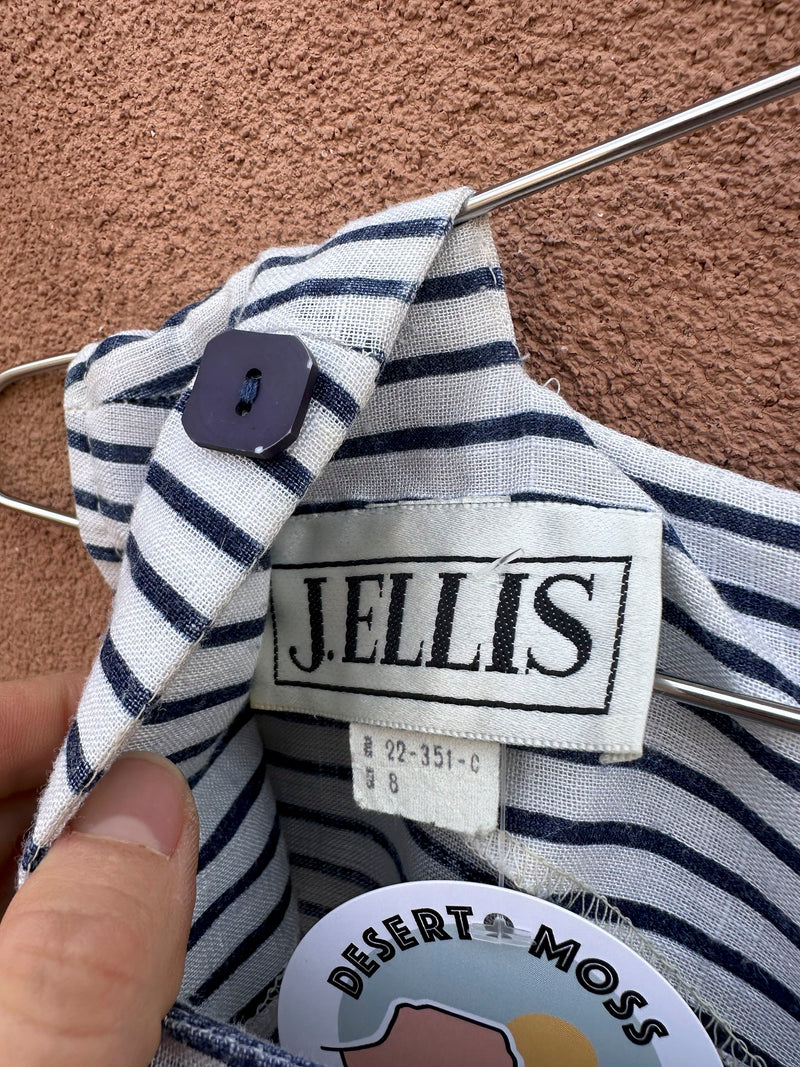 J.ELLIS
22-351-C
8
DESERT MOSS